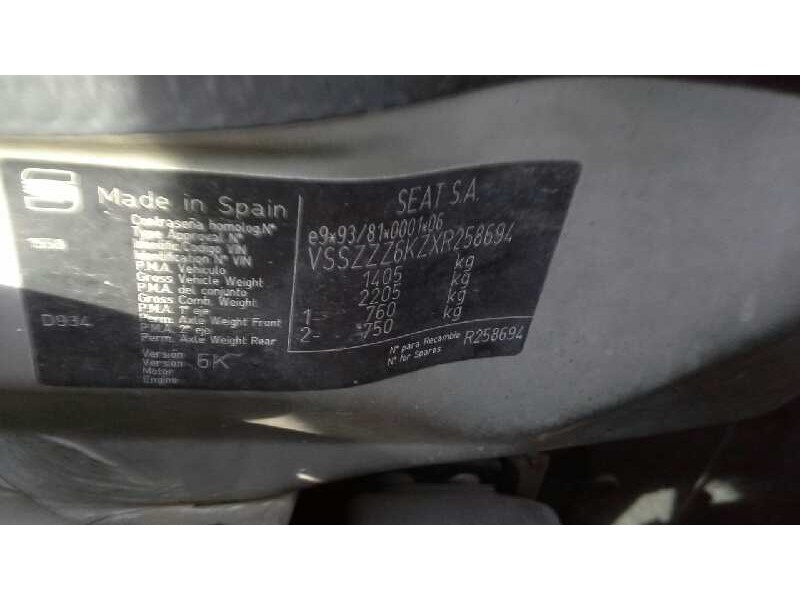 SEAT S.A.
Made in Spain
Contraseña homolog.Nº e9*93/81*0001*06
Type Approval Nº
Identific.Código VIN VSSZZZ6KZXR258694
Identification Nº VIN
P.M.A. Vehículo 1405 kg
Gross Vehicle Weight
P.M.A. del conjunto 2205 kg
Gross Comb. Weight
P.M.A. 1º eje 1- 760 kg
Perm. Axle Weight Front
P.M.A. 2º eje 2- 750
Perm. Axle Weight Rear
D934
Versión 6K
Version
Motor
Engine
Nº para Recambio R258694
Nº for Spares